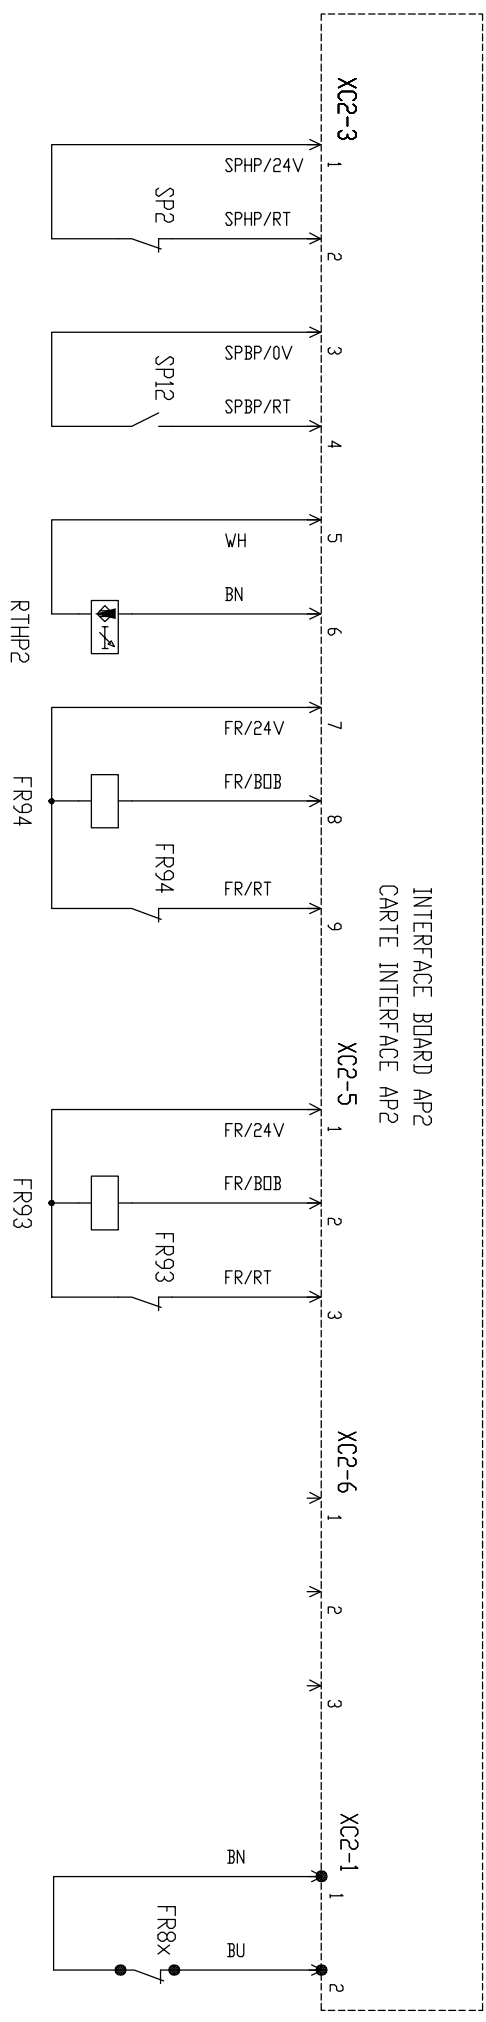 XC2-3
1
SPHP/24V
SP2
SPHP/RT
2
3
SPBP/0V
SP12
SPBP/RT
4
5
WH
BN
6
RTHP2
7
FR/24V
FR/BOB
8
FR94
FR94
FR/RT
9
INTERFACE BOARD AP2
CARTE INTERFACE AP2
XC2-5
1
FR/24V
FR/BOB
2
FR93
FR93
FR/RT
3
XC2-6
1
2
3
XC2-1
BN
1
FR8x
BU
2